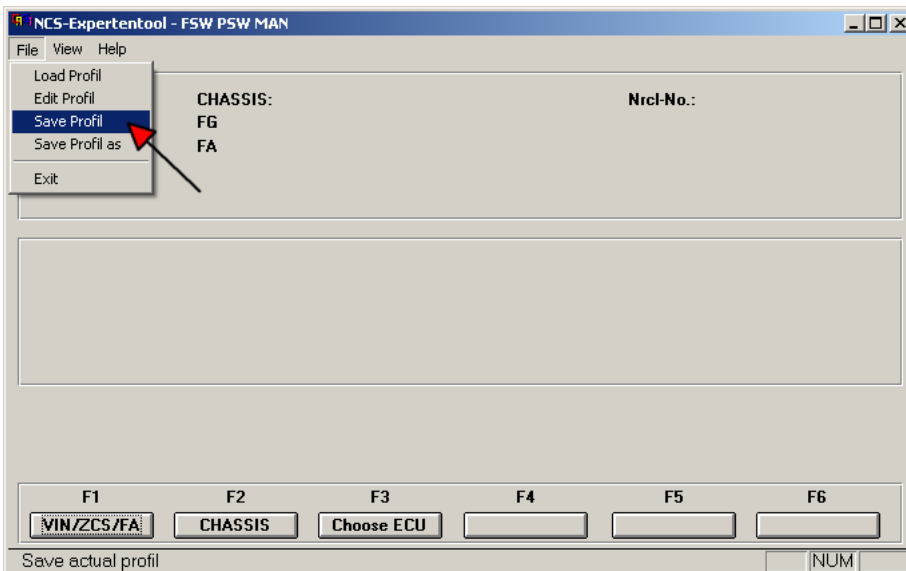 NCS-Expertentool - FSW PSW MAN
File View Help
Load Profil
Edit Profil
Save Profil
Save Profil as
Exit
CHASSIS: Nrcl-No.:
FG
FA
F1 F2 F3 F4 F5 F6
VIN/ZCS/FA CHASSIS Choose ECU
Save actual profil NUM